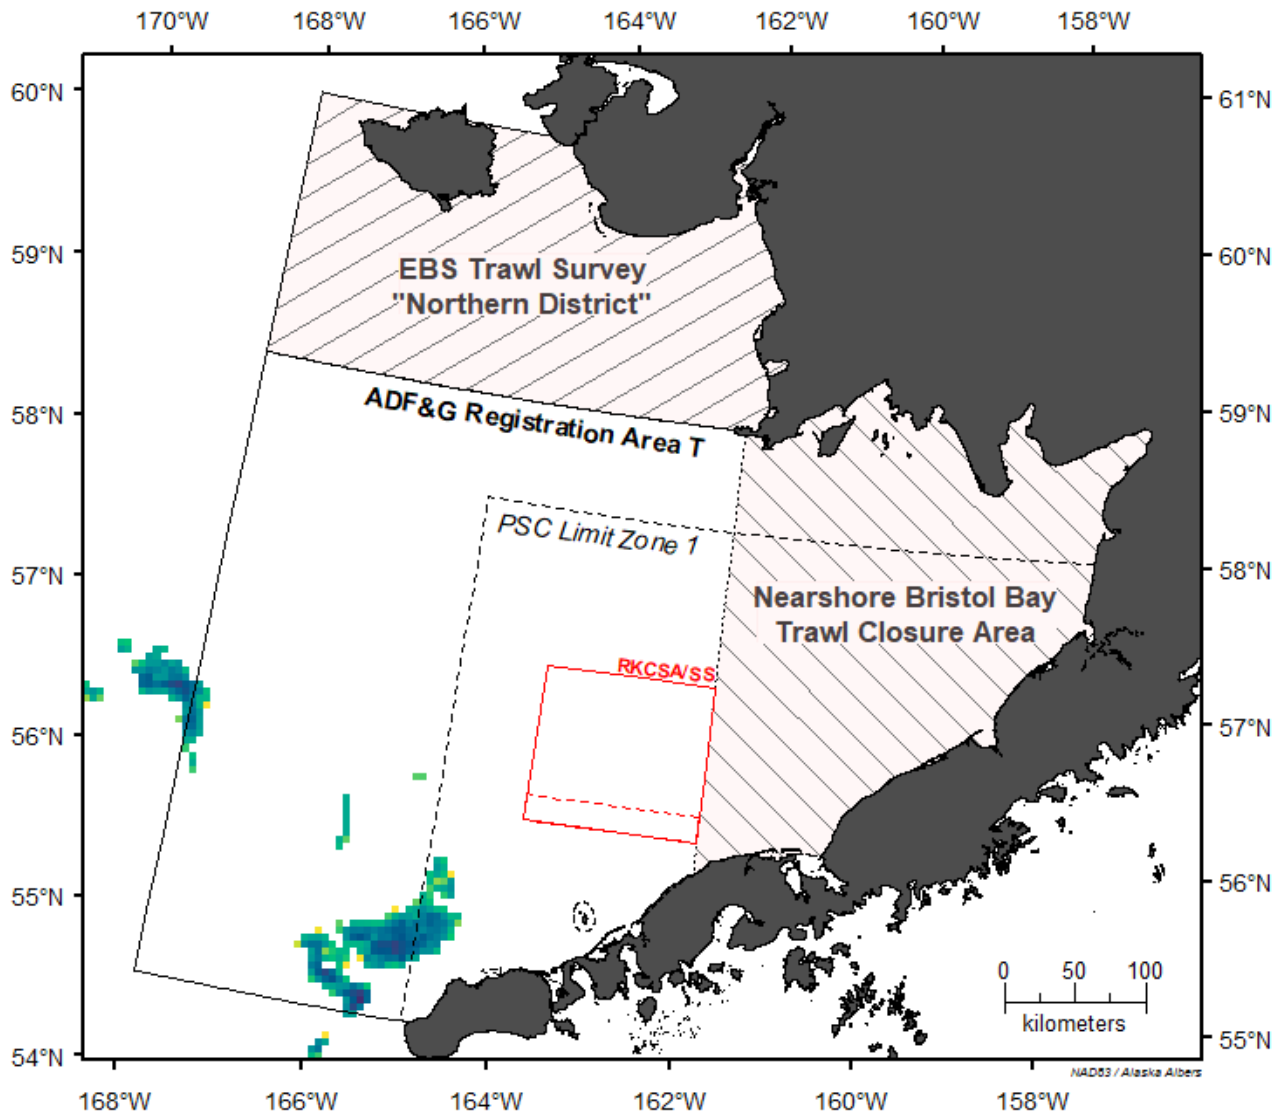 170°W 168°W 166°W 164°W 162°W 160°W 158°W
60°N
61°N
EBS Trawl Survey
"Northern District"
59°N
60°N
ADF&G Registration Area T
58°N
59°N
PSC Limit Zone 1
57°N
58°N
Nearshore Bristol Bay
Trawl Closure Area
RKCSA/SS
56°N
57°N
55°N
56°N
0 50 100
kilometers
54°N
55°N
NAD83 / Alaska Albers
168°W 166°W 164°W 162°W 160°W 158°W